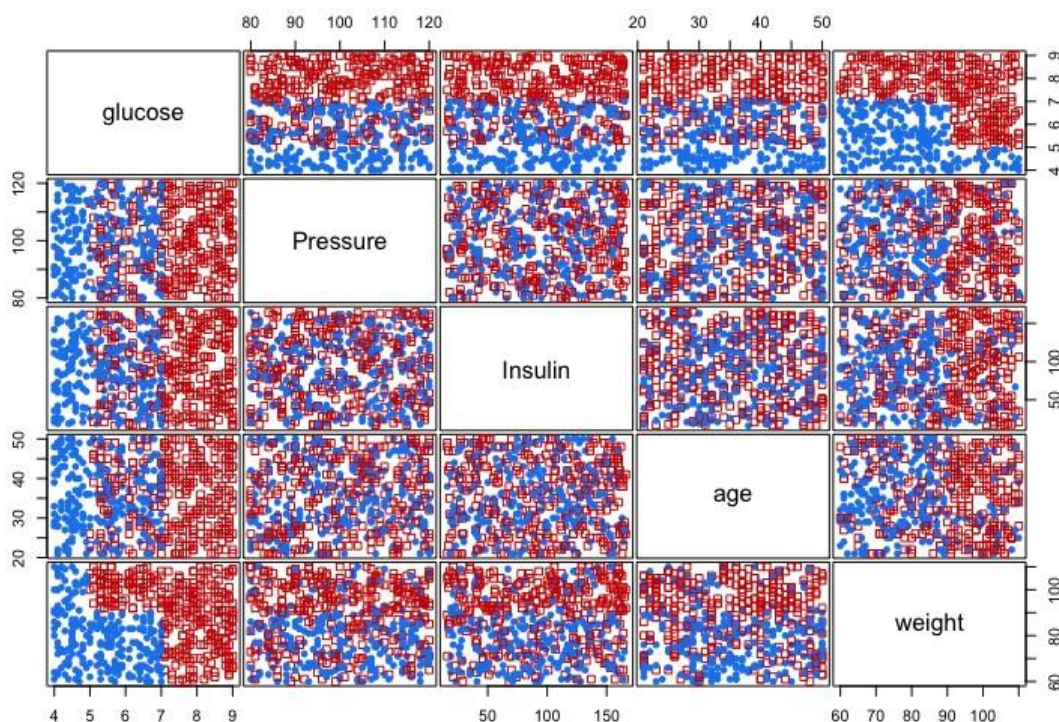 80 90 100 110 120
20 30 40 50
glucose
4 5 6 7 8 9
80 100 120
Pressure
Insulin
50 100
20 30 40 50
age
weight
60 80 100
4 5 6 7 8 9
50 100 150
60 70 80 90 100